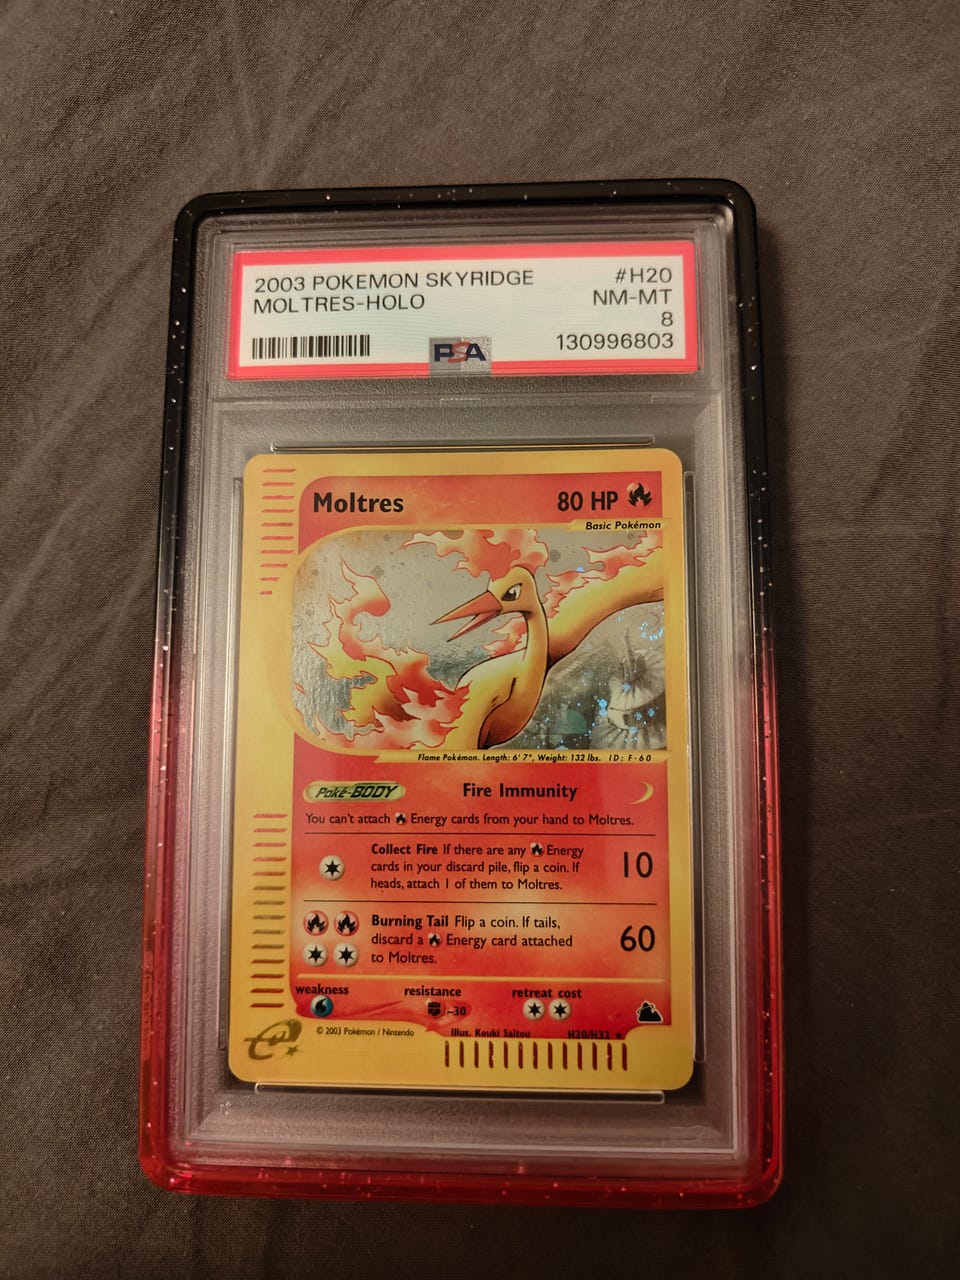 2003 POKEMON SKYRIDGE #H20
MOLTRES-HOLO NM-MT
8
130996803
PSA
Moltres 80 HP
Basic Pokémon
Flame Pokémon. Length: 6' 7", Weight: 132 lbs. ID: F-60
Poké-BODY Fire Immunity
You can't attach Energy cards from your hand to Moltres.
Collect Fire If there are any Energy
cards in your discard pile, flip a coin. If
heads, attach 1 of them to Moltres.
10
Burning Tail Flip a coin. If tails,
discard a Energy card attached
to Moltres.
60
weakness resistance retreat cost
-30
© 2003 Pokémon / Nintendo Illus. Kouki Saitou H20/H32
e